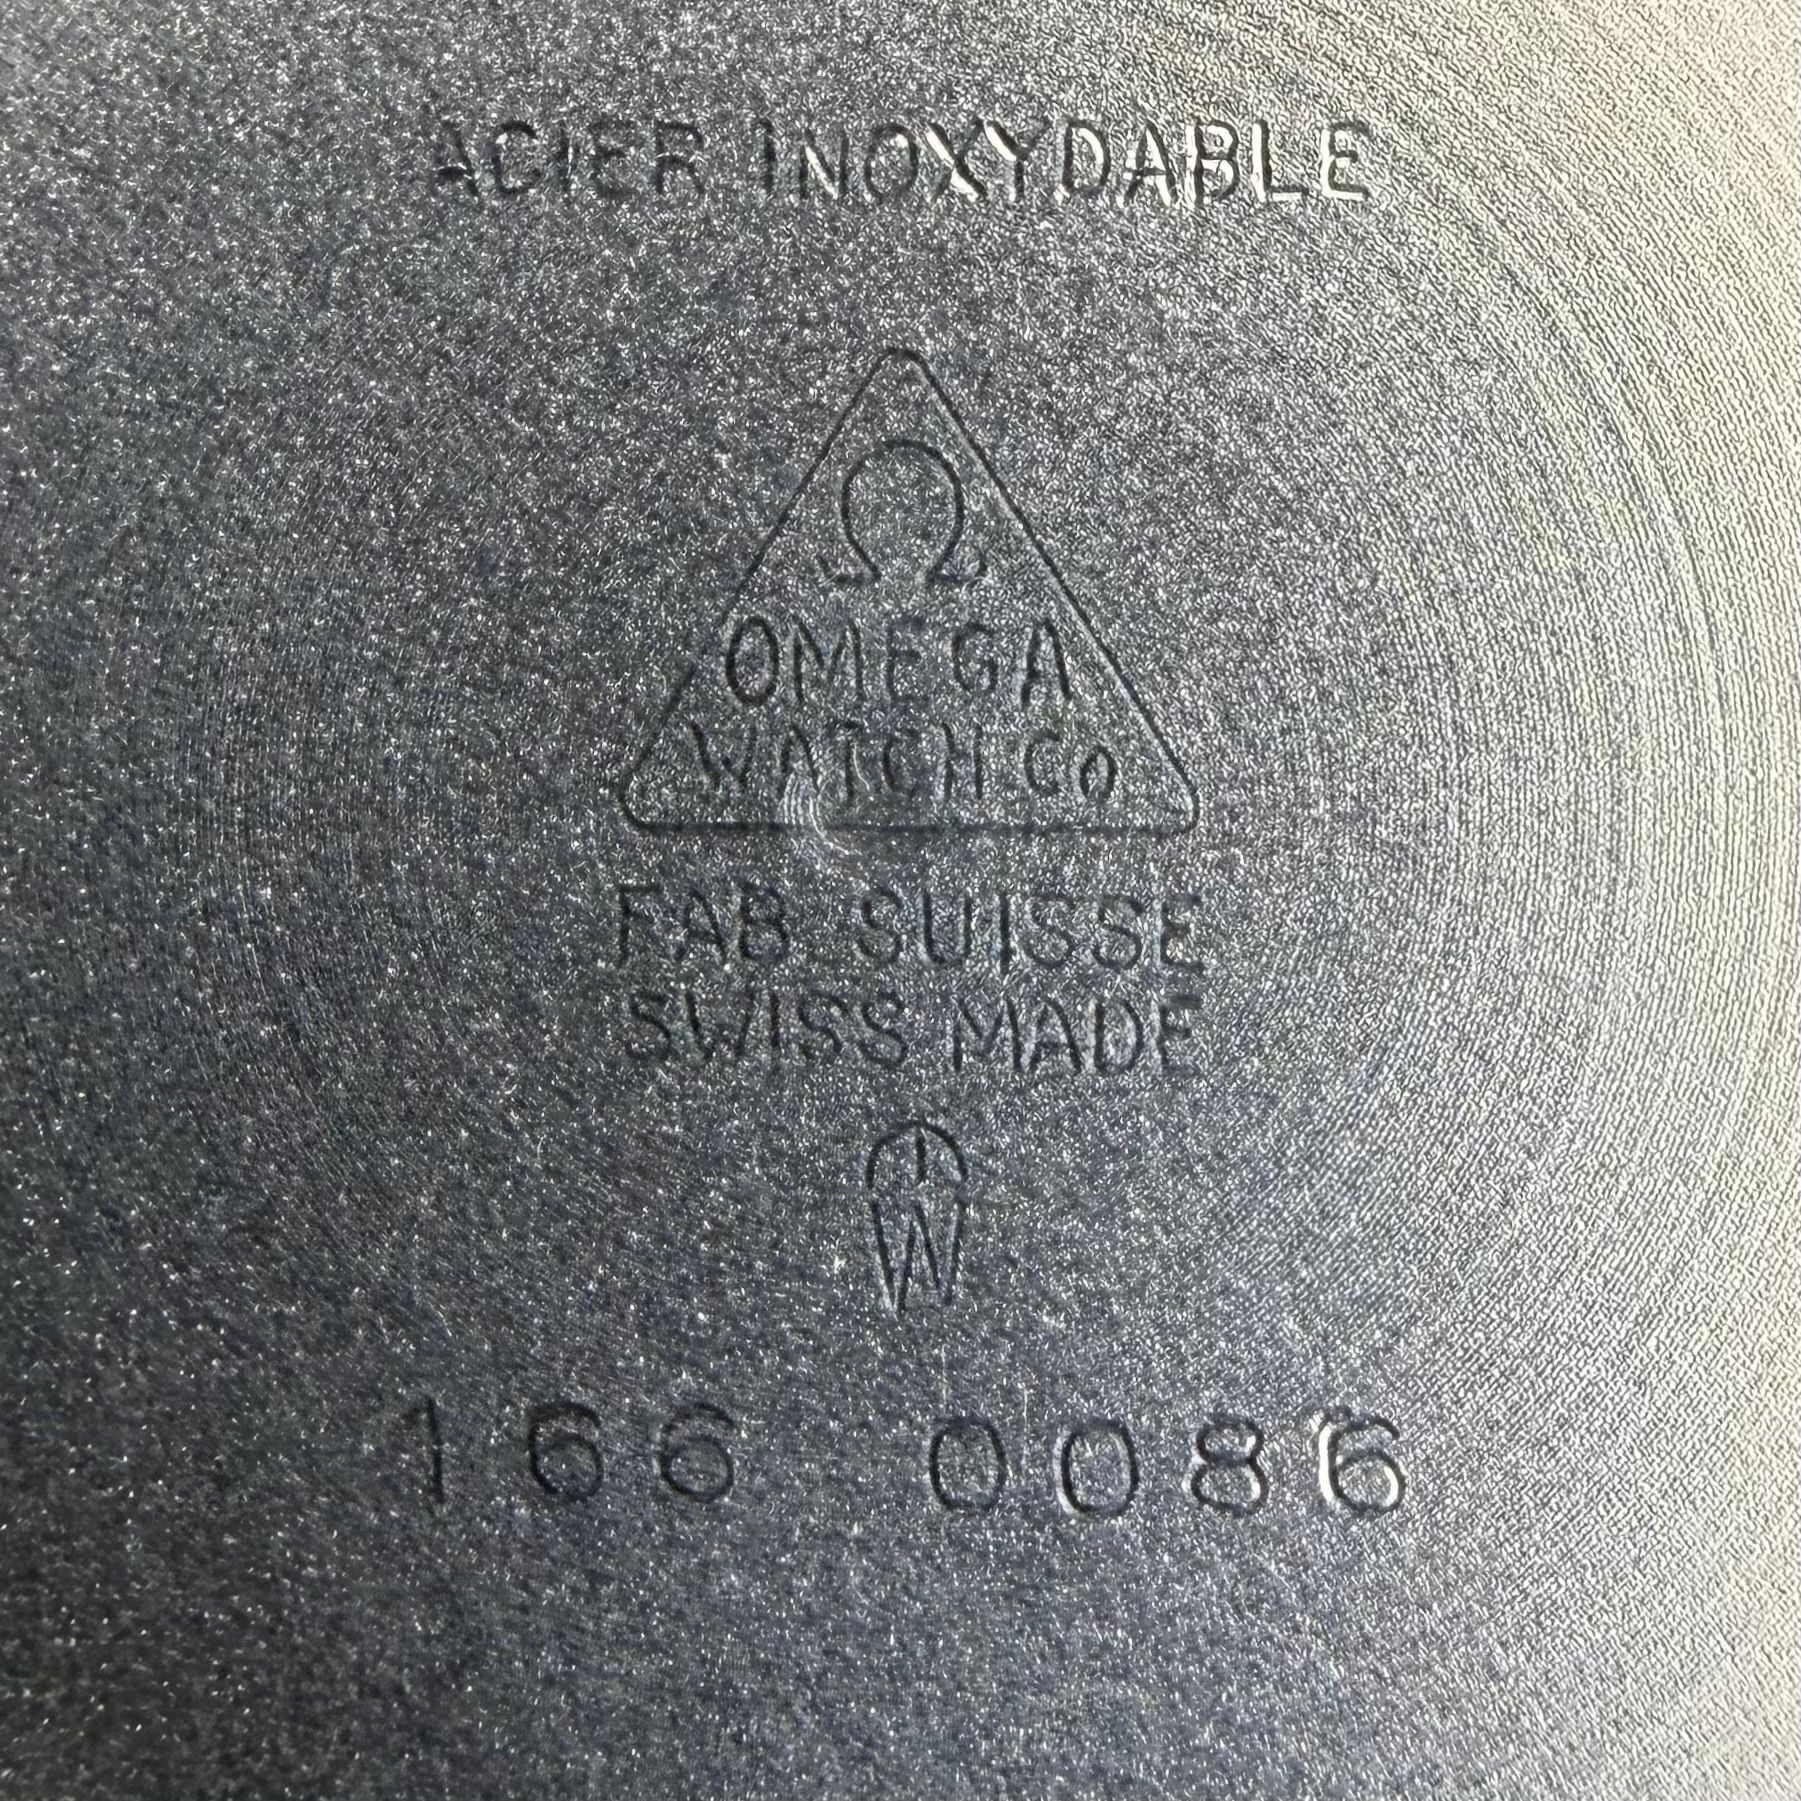 ACIER INOXYDABLE
Ω
OMEGA
WATCH Co
FAB SUISSE
SWISS MADE
166 0086